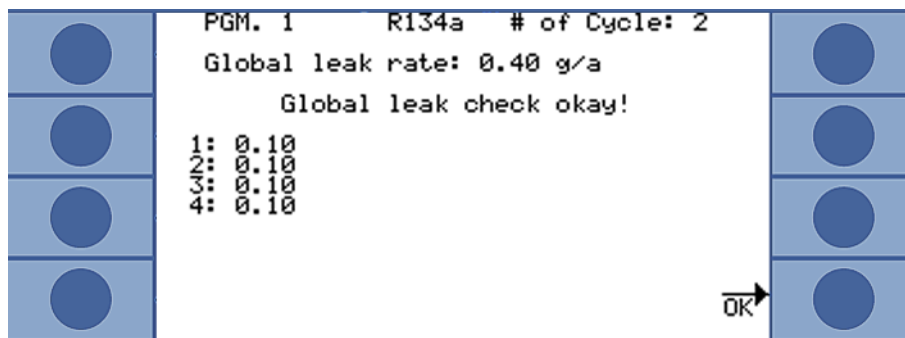 PGM. 1 R134a # of Cycle: 2
Global leak rate: 0.40 g/a
Global leak check okay!
1: 0.10
2: 0.10
3: 0.10
4: 0.10
OK